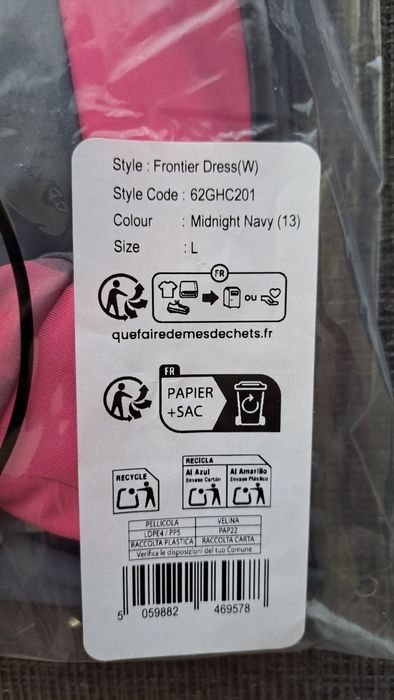 Style : Frontier Dress(W)
Style Code : 62GHC201
Colour : Midnight Navy (13)
Size : L
FR
OU
quefairedemesdechets.fr
FR
PAPIER
+SAC
RECYCLE
RECICLA
Al Azul
Envase Cartón
Al Amarillo
Envase Plástico
PELLICOLA
VELINA
LDPE4 / PP5
PAP22
RACCOLTA PLASTICA
RACCOLTA CARTA
Verifica le disposizioni del tuo Comune.
5 059882 469578